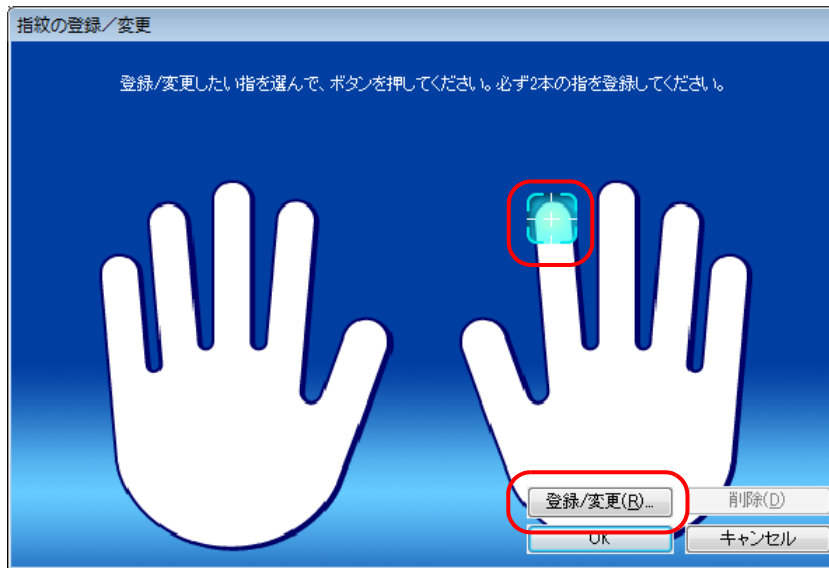 指紋の登録／変更
登録/変更したい指を選んで、ボタンを押してください。必ず2本の指を登録してください。
登録/変更(R)...
削除(D)
OK
キャンセル